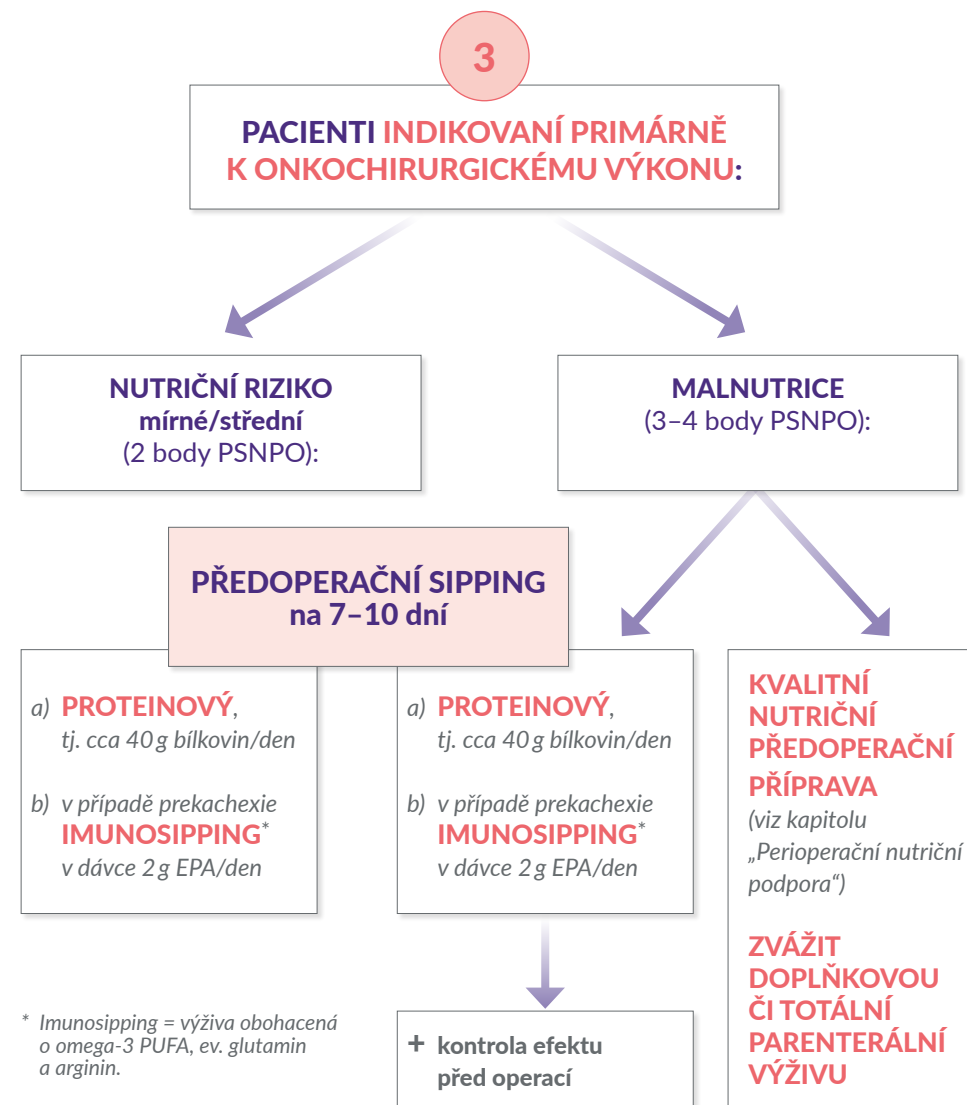 3
PACIENTI INDIKOVANÍ PRIMÁRNĚ
K ONKOCHIRURGICKÉMU VÝKONU:
NUTRIČNÍ RIZIKO
mírné/střední
(2 body PSNPO):
MALNUTRICE
(3–4 body PSNPO):
PŘEDOPERAČNÍ SIPPING
na 7–10 dní
a) PROTEINOVÝ,
tj. cca 40 g bílkovin/den
b) v případě prekachexie
IMUNOSIPPING*
v dávce 2 g EPA/den
a) PROTEINOVÝ,
tj. cca 40 g bílkovin/den
b) v případě prekachexie
IMUNOSIPPING*
v dávce 2 g EPA/den
KVALITNÍ
NUTRIČNÍ
PŘEDOPERAČNÍ
PŘÍPRAVA
(viz kapitolu
„Perioperační nutriční
podpora“)
ZVÁŽIT
DOPLŇKOVOU
ČI TOTÁLNÍ
PARENTERÁLNÍ
VÝŽIVU
* Imunosipping = výživa obohacená
o omega-3 PUFA, ev. glutamin
a arginin.
+ kontrola efektu
před operací